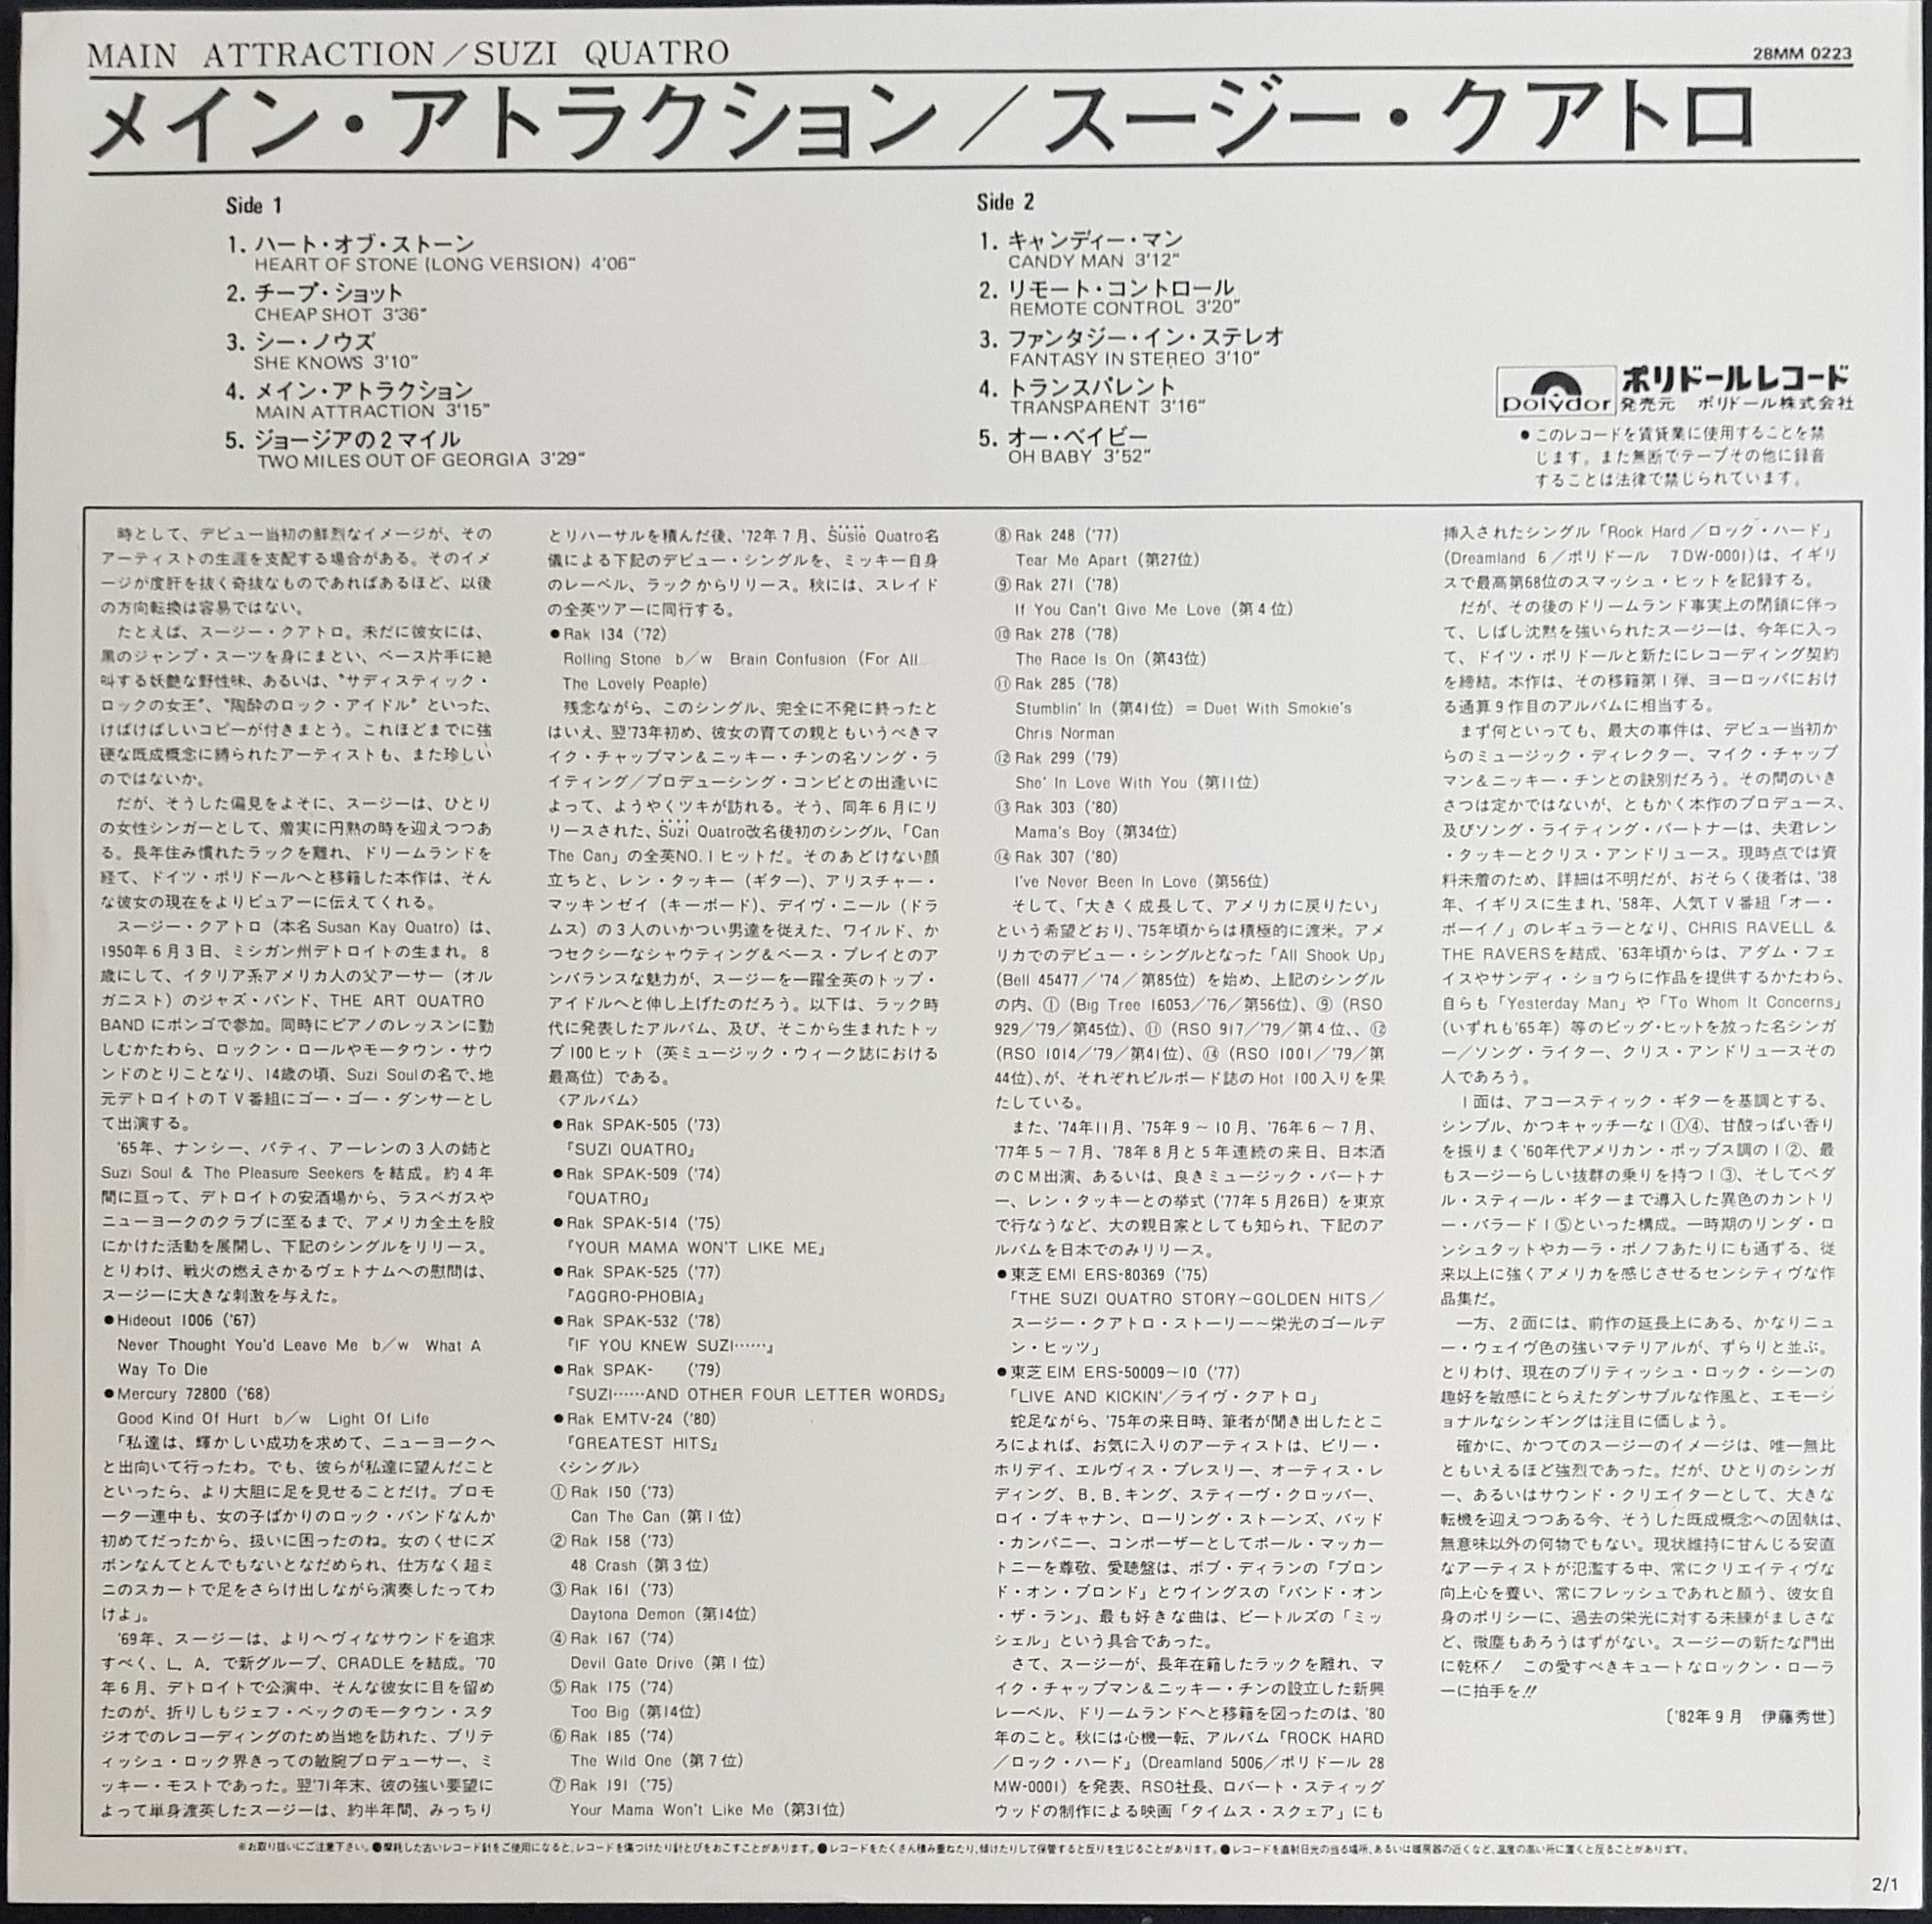 MAIN ATTRACTION／SUZI QUATRO
28MM 0223
メイン・アトラクション／スージー・クアトロ
Side 1
1. ハート・オブ・ストーン
HEART OF STONE (LONG VERSION) 4'06"
2. チープ・ショット
CHEAP SHOT 3'36"
3. シー・ノウズ
SHE KNOWS 3'10"
4. メイン・アトラクション
MAIN ATTRACTION 3'15"
5. ジョージアの2マイル
TWO MILES OUT OF GEORGIA 3'29"
Side 2
1. キャンディー・マン
CANDY MAN 3'12"
2. リモート・コントロール
REMOTE CONTROL 3'20"
3. ファンタジー・イン・ステレオ
FANTASY IN STEREO 3'10"
4. トランスパレント
TRANSPARENT 3'16"
5. オー・ベイビー
OH BABY 3'52"
polydor
ポリドールレコード
発売元 ポリドール株式会社
●このレコードを賃貸業に使用することを禁
じます。また無断でテープその他に録音
することは法律で禁じられています。
時として、デビュー当初の鮮烈なイメージが、その
アーティストの生涯を支配する場合がある。そのイメ
ージが度肝を抜く奇抜なものであればあるほど、以後
の方向転換は容易ではない。
たとえば、スージー・クアトロ。未だに彼女には、
黒のジャンプ・スーツを身にまとい、ベース片手に絶
叫する妖艶な野性味、あるいは、“サディスティック・
ロックの女王”、“陶酔のロック・アイドル”といった、
けばけばしいコピーが付きまとう。これほどまでに強
硬な既成概念に縛られたアーティストも、また珍しい
のではないか。
だが、そうした偏見をよそに、スージーは、ひとり
の女性シンガーとして、着実に円熟の時を迎えつつあ
る。長年住み慣れたラックを離れ、ドリームランドを
経て、ドイツ・ポリドールへと移籍した本作は、そん
な彼女の現在をよりピュアーに伝えてくれる。
スージー・クアトロ（本名 Susan Kay Quatro）は、
1950年6月3日、ミシガン州デトロイトの生まれ。8
歳にして、イタリア系アメリカ人の父アーサー（オル
ガニスト）のジャズ・バンド、THE ART QUATRO
BAND にボンゴで参加。同時にピアノのレッスンに勤
しむかたわら、ロックン・ロールやモータウン・サウ
ンドのとりことなり、14歳の頃、Suzi Soulの名で、地
元デトロイトのＴＶ番組にゴー・ゴー・ダンサーとし
て出演する。
'65年、ナンシー、パティ、アーレンの3人の姉と
Suzi Soul & The Pleasure Seekers を結成。約4年
間に亘って、デトロイトの安酒場から、ラスベガスや
ニューヨークのクラブに至るまで、アメリカ全土を股
にかけた活動を展開し、下記のシングルをリリース。
とりわけ、戦火の燃えさかるヴェトナムへの慰問は、
スージーに大きな刺激を与えた。
●Hideout 1006 ('67)
Never Thought You'd Leave Me b/w What A
Way To Die
●Mercury 72800 ('68)
Good Kind Of Hurt b/w Light Of Life
「私達は、輝かしい成功を求めて、ニューヨークへ
と出向いて行ったわ。でも、彼らが私達に望んだこと
といったら、より大胆に足を見せることだけ。プロモ
ーター連中も、女の子ばかりのロック・バンドなんか
初めてだったから、扱いに困ったのね。女のくせにズ
ボンなんてとんでもないとなだめられ、仕方なく超ミ
ニのスカートで足をさらけ出しながら演奏したってわ
けよ」。
'69年、スージーは、よりヘヴィなサウンドを追求
すべく、L. A. で新グループ、CRADLE を結成。'70
年6月、デトロイトで公演中、そんな彼女に目を留め
たのが、折りしもジェフ・ベックのモータウン・スタ
ジオでのレコーディングのため当地を訪れた、ブリテ
ィッシュ・ロック界きっての敏腕プロデューサー、ミ
ッキー・モストであった。翌'71年末、彼の強い要望に
よって単身渡英したスージーは、約半年間、みっちり
とリハーサルを積んだ後、'72年7月、Susie Quatro名
儀による下記のデビュー・シングルを、ミッキー自身
のレーベル、ラックからリリース。秋には、スレイド
の全英ツアーに同行する。
●Rak 134 ('72)
Rolling Stone b/w Brain Confusion (For All
The Lovely Peaple)
残念ながら、このシングル、完全に不発に終ったと
はいえ、翌'73年初め、彼女の育ての親ともいうべきマ
イク・チャップマン＆ニッキー・チンの名ソング・ラ
イティング／プロデューシング・コンビとの出逢いに
よって、ようやくツキが訪れる。そう、同年6月にリ
リースされた、Suzi Quatro改名後初のシングル、「Can
The Can」の全英NO.1ヒットだ。そのあどけない顔
立ちと、レン・タッキー（ギター）、アリスチャー・
マッキンゼイ（キーボード）、デイヴ・ニール（ドラ
ムス）の3人のいかつい男達を従えた、ワイルド、か
つセクシーなシャウティング＆ベース・プレイとのア
ンバランスな魅力が、スージーを一躍全英のトップ・
アイドルへと伸し上げたのだろう。以下は、ラック時
代に発表したアルバム、及び、そこから生まれたトッ
プ100ヒット（英ミュージック・ウィーク誌における
最高位）である。
〈アルバム〉
●Rak SPAK-505 ('73)
『SUZI QUATRO』
●Rak SPAK-509 ('74)
『QUATRO』
●Rak SPAK-514 ('75)
『YOUR MAMA WON'T LIKE ME』
●Rak SPAK-525 ('77)
『AGGRO-PHOBIA』
●Rak SPAK-532 ('78)
『IF YOU KNEW SUZI……』
●Rak SPAK- ('79)
『SUZI……AND OTHER FOUR LETTER WORDS』
●Rak EMTV-24 ('80)
『GREATEST HITS』
〈シングル〉
①Rak 150 ('73)
Can The Can（第1位）
②Rak 158 ('73)
48 Crash（第3位）
③Rak 161 ('73)
Daytona Demon（第14位）
④Rak 167 ('74)
Devil Gate Drive（第1位）
⑤Rak 175 ('74)
Too Big（第14位）
⑥Rak 185 ('74)
The Wild One（第7位）
⑦Rak 191 ('75)
Your Mama Won't Like Me（第31位）
⑧Rak 248 ('77)
Tear Me Apart（第27位）
⑨Rak 271 ('78)
If You Can't Give Me Love（第4位）
⑩Rak 278 ('78)
The Race Is On（第43位）
⑪Rak 285 ('78)
Stumblin' In（第41位）＝Duet With Smokie's
Chris Norman
⑫Rak 299 ('79)
She' In Love With You（第11位）
⑬Rak 303 ('80)
Mama's Boy（第34位）
⑭Rak 307 ('80)
I've Never Been In Love（第56位）
そして、「大きく成長して、アメリカに戻りたい」
という希望どおり、'75年頃からは積極的に渡米。アメ
リカでのデビュー・シングルとなった「All Shook Up」
(Bell 45477／'74／第85位）を始め、上記のシングル
の内、①（Big Tree 16053／'76／第56位）、⑨（RSO
929／'79／第45位）、⑪（RSO 917／'79／第4位、、⑫
(RSO 1014／'79／第41位）、⑭（RSO 1001／'79／第
44位）、が、それぞれビルボード誌のHot 100入りを果
たしている。
また、'74年11月、'75年9～10月、'76年6～7月、
'77年5～7月、'78年8月と5年連続の来日、日本酒
のＣＭ出演、あるいは、良きミュージック・パートナ
ー、レン・タッキーとの挙式（'77年5月26日）を東京
で行なうなど、大の親日家としても知られ、下記のア
ルバムを日本でのみリリース。
●東芝 EMI ERS-80369 ('75)
「THE SUZI QUATRO STORY～GOLDEN HITS／
スージー・クアトロ・ストーリー～栄光のゴールデ
ン・ヒッツ」
●東芝 EIM ERS-50009～10 ('77)
「LIVE AND KICKIN'／ライヴ・クアトロ」
蛇足ながら、'75年の来日時、筆者が聞き出したとこ
ろによれば、お気に入りのアーティストは、ビリー・
ホリデイ、エルヴィス・プレスリー、オーティス・レ
ディング、B.B.キング、スティーヴ・クロッパー、
ロイ・ブキャナン、ローリング・ストーンズ、バッド
・カンパニー、コンポーザーとしてポール・マッカー
トニーを尊敬、愛聴盤は、ボブ・ディランの『ブロン
ド・オン・ブロンド』とウイングスの『バンド・オン
・ザ・ラン』、最も好きな曲は、ビートルズの「ミッ
シェル」という具合であった。
さて、スージーが、長年在籍したラックを離れ、マ
イク・チャップマン＆ニッキー・チンの設立した新興
レーベル、ドリームランドへと移籍を図ったのは、'80
年のこと。秋には心機一転、アルバム『ROCK HARD
／ロック・ハード』（Dreamland 5006／ポリドール 28
MW-0001）を発表、RSO社長、ロバート・スティッグ
ウッドの制作による映画「タイムス・スクェア」にも
挿入されたシングル「Rock Hard／ロック・ハード」
(Dreamland 6／ポリドール 7DW-0001)は、イギリ
スで最高第68位のスマッシュ・ヒットを記録する。
だが、その後のドリームランド事実上の閉鎖に伴っ
て、しばし沈黙を強いられたスージーは、今年に入っ
て、ドイツ・ポリドールと新たにレコーディング契約
を締結。本作は、その移籍第1弾、ヨーロッパにおけ
る通算9作目のアルバムに相当する。
まず何といっても、最大の事件は、デビュー当初か
らのミュージック・ディレクター、マイク・チャップ
マン＆ニッキー・チンとの訣別だろう。その間のいき
さつは定かではないが、ともかく本作のプロデュース、
及びソング・ライティング・パートナーは、夫君レン
・タッキーとクリス・アンドリュース。現時点では資
料未着のため、詳細は不明だが、おそらく後者は、'38
年、イギリスに生まれ、'58年、人気ＴＶ番組「オー・
ボーイ！」のレギュラーとなり、CHRIS RAVELL &
THE RAVERSを結成、'63年頃からは、アダム・フェ
イスやサンディ・ショウらに作品を提供するかたわら、
自らも「Yesterday Man」や「To Whom It Concerns」
(いずれも'65年）等のビッグ・ヒットを放った名シンガ
ー／ソング・ライター、クリス・アンドリュースその
人であろう。
1面は、アコースティック・ギターを基調とする、
シンプル、かつキャッチーな1①④、甘酸っぱい香り
を振りまく'60年代アメリカン・ポップス調の1②、最
もスージーらしい抜群の乗りを持つ1③、そしてペダ
ル・スティール・ギターまで導入した異色のカントリ
ー・バラード1⑤といった構成。一時期のリンダ・ロ
ンシュタットやカーラ・ボノフあたりにも通ずる、従
来以上に強くアメリカを感じさせるセンシティヴな作
品集だ。
一方、2面には、前作の延長上にある、かなりニュ
ー・ウェイヴ色の強いマテリアルが、ずらりと並ぶ。
とりわけ、現在のブリティッシュ・ロック・シーンの
趣好を敏感にとらえたダンサブルな作風と、エモーシ
ョナルなシンギングは注目に価しよう。
確かに、かつてのスージーのイメージは、唯一無比
ともいえるほど強烈であった。だが、ひとりのシンガ
ー、あるいはサウンド・クリエイターとして、大きな
転機を迎えつつある今、そうした既成概念への固執は、
無意味以外の何物でもない。現状維持に甘んじる安直
なアーティストが氾濫する中、常にクリエイティヴな
向上心を養い、常にフレッシュであれと願う、彼女自
身のポリシーに、過去の栄光に対する未練がましさな
ど、微塵もあろうはずがない。スージーの新たな門出
に乾杯！ この愛すべきキュートなロックン・ローラ
ーに拍手を!!
〔'82年9月 伊藤秀世〕
※お取り扱いにご注意下さい。●摩耗した古いレコード針をご使用になると、レコードを傷つけたり針とびをおこすことがあります。●レコードをたくさん積み重ねたり、傾けたりして保管すると反りを生じることがあります。●レコードを直射日光の当る場所、あるいは暖房器の近くなど、温度の高い所に置くと反ることがあります。
2/1